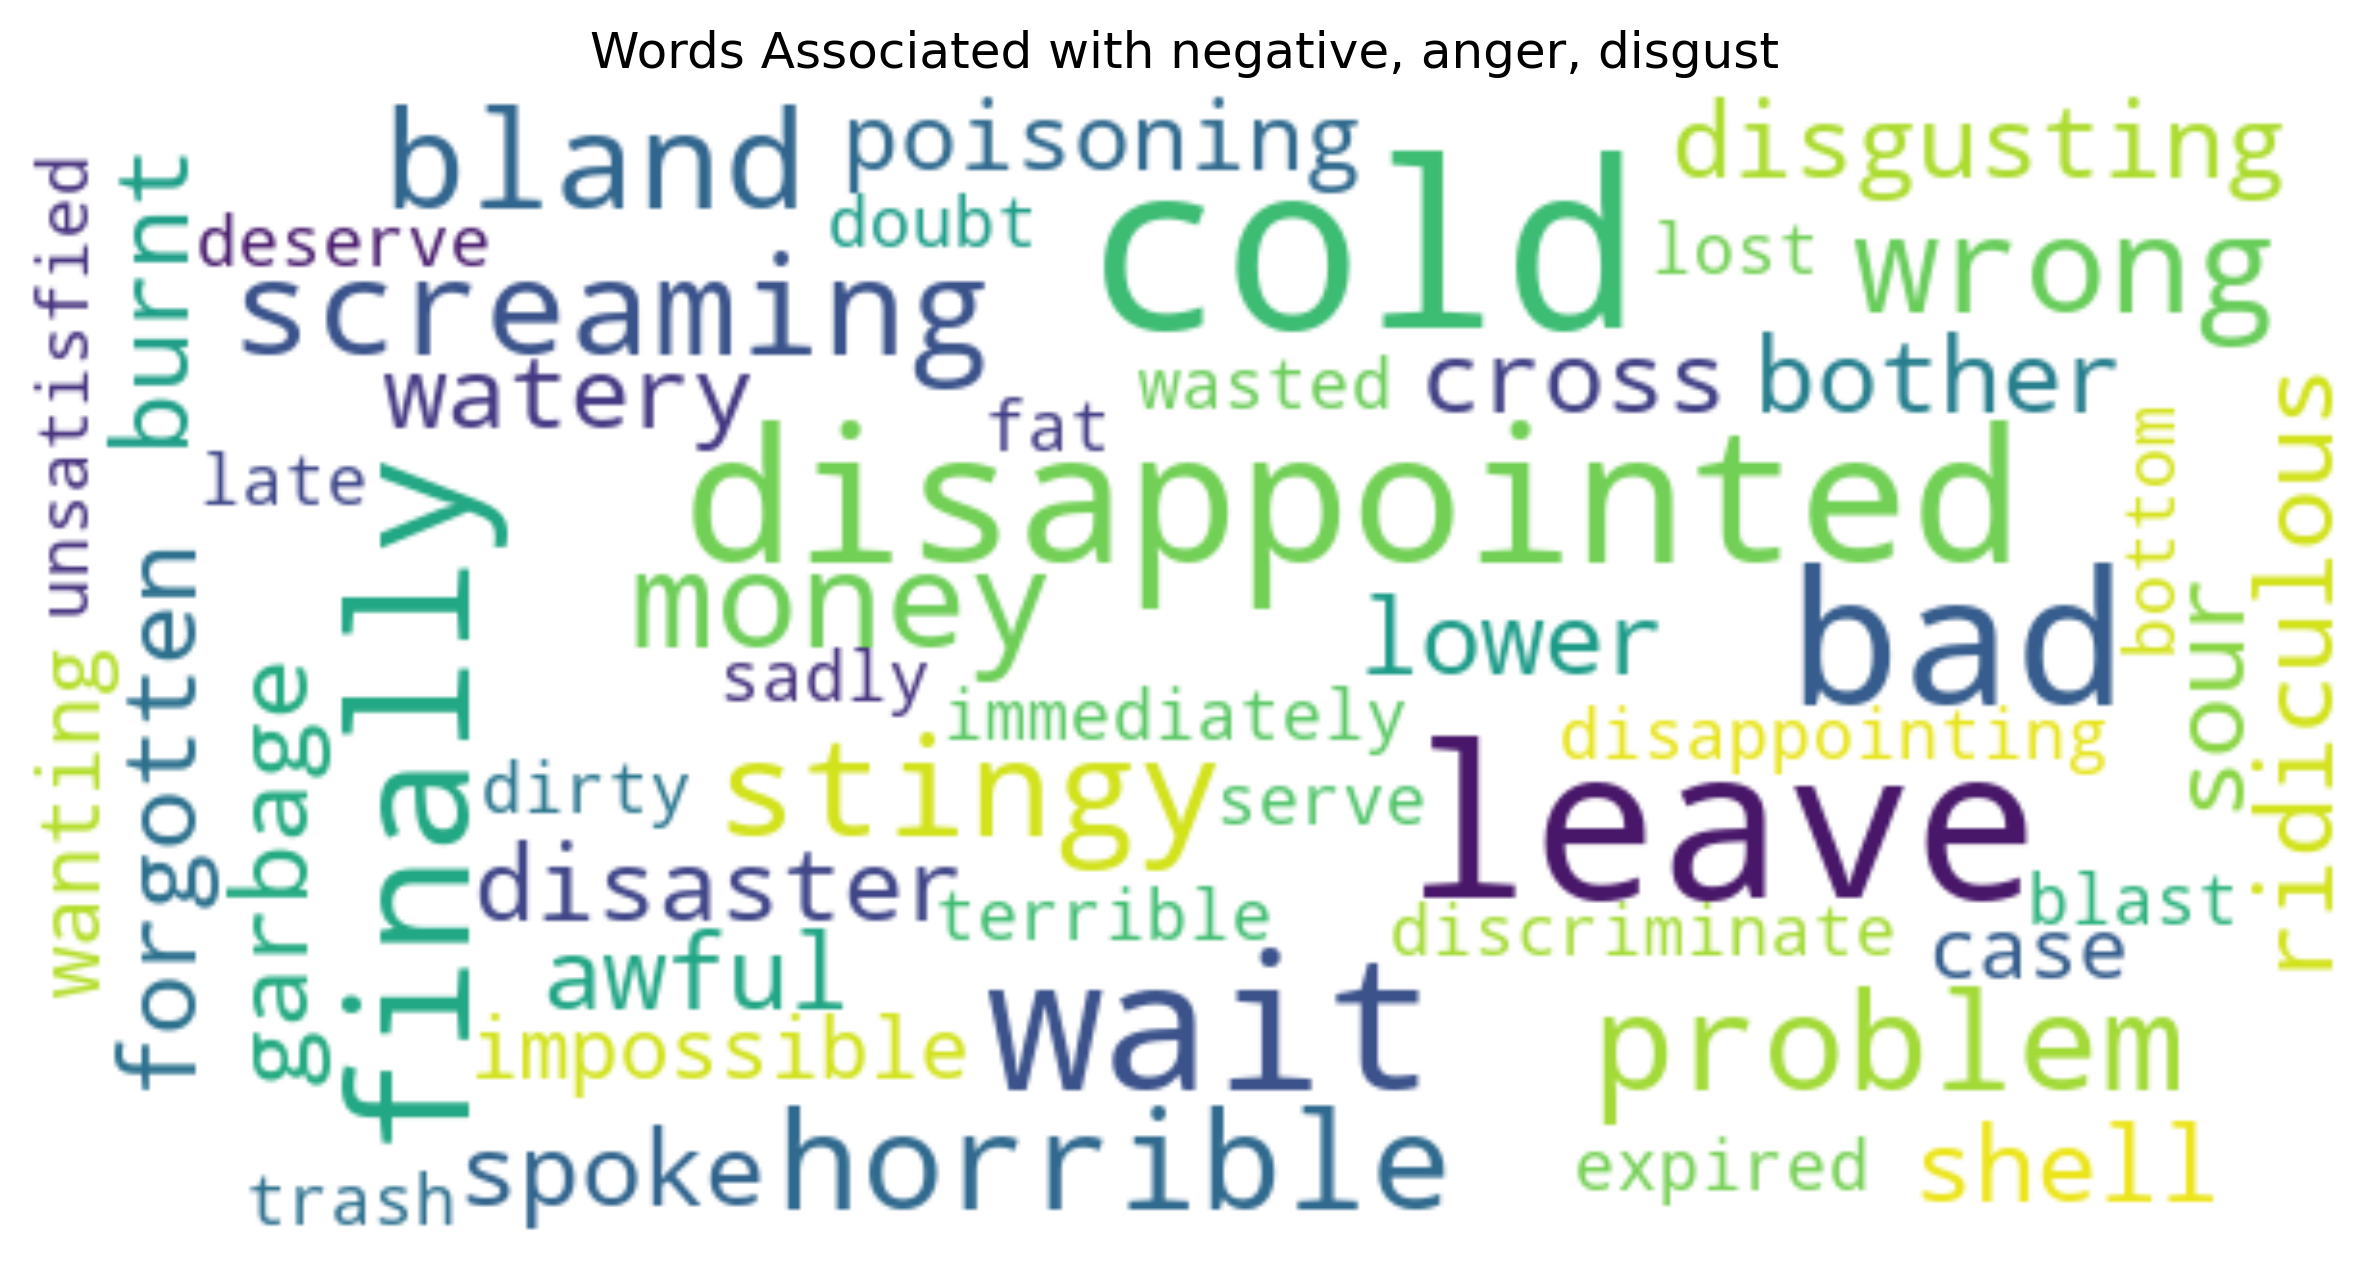 Words Associated with negative, anger, disgust
bland
poisoning
cold
disgusting
unsatisfied
burnt
deserve
doubt
lost
wrong
screaming
watery
fat
wasted
cross
bother
late
finally
disappointed
bottom
ridiculous
forgotten
money
lower
bad
sour
wanting
garbage
sadly
immediately
disappointing
dirty
stingy
serve
leave
disaster
terrible
discriminate
blast
awful
case
impossible
wait
problem
trash
spoke
horrible
expired
shell